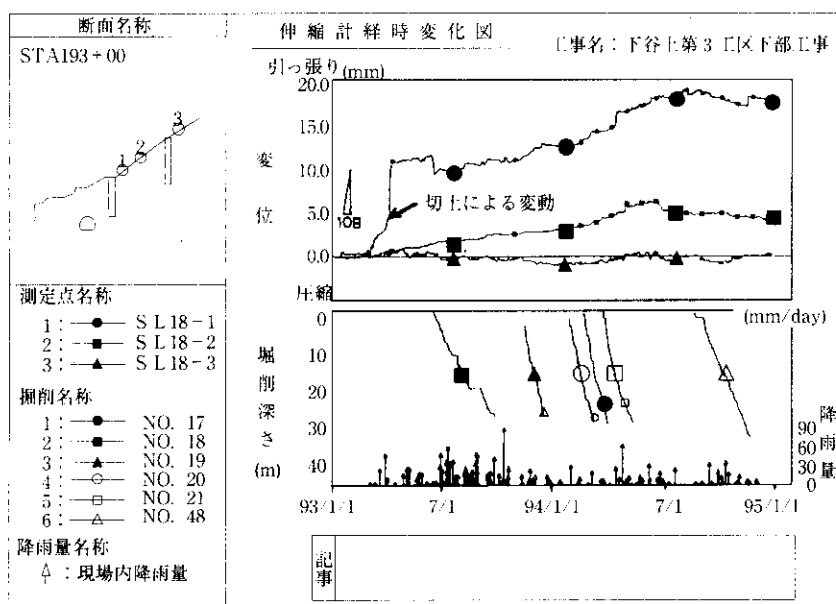 断面名称
STA193+00
1
2
3
測定点名称
1: SL18-1
2: SL18-2
3: SL18-3
掘削名称
1: NO. 17
2: NO. 18
3: NO. 19
4: NO. 20
5: NO. 21
6: NO. 48
降雨量名称
:現場内降雨量
伸縮計経時変化図
工事名:下谷上第3工区下部工事
引っ張り(mm)
20.0
15.0
変 10.0
位 5.0
108
切土による変動
0.0
圧縮
0
(mm/day)
堀削深さ(m)
10
20
30
40
降雨量
90
60
30
0
93/1/1
7/1
94/1/1
7/1
95/1/1
記事